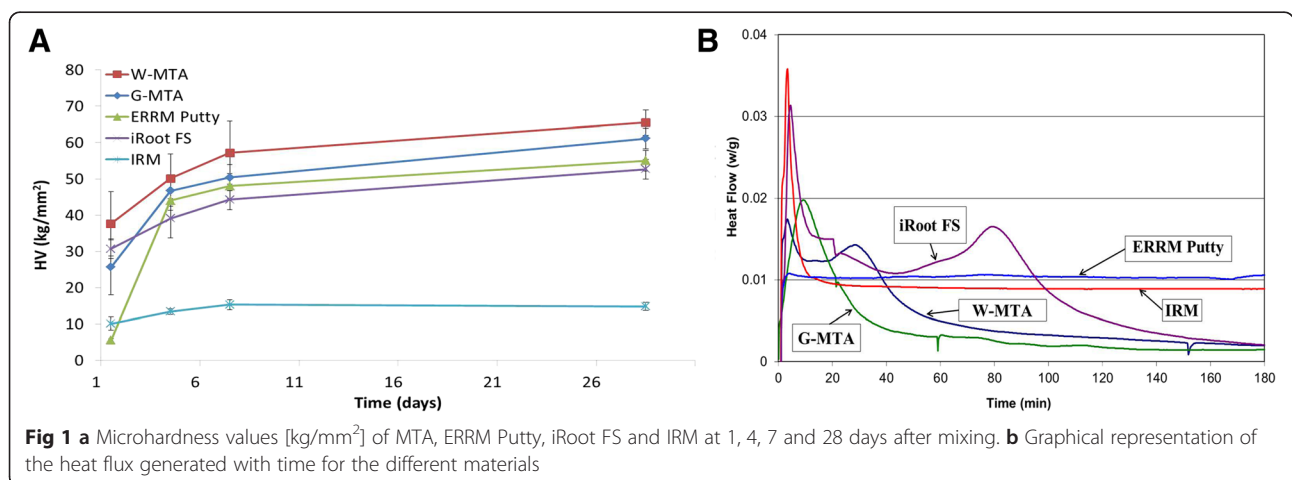 A
80
70
60
50
40
30
20
10
0
HV (kg/mm²)
W-MTA
G-MTA
ERRM Putty
iRoot FS
IRM
1 6 11 16 21 26
Time (days)
B
0.04
0.03
0.02
0.01
0
Heat Flow (w/g)
iRoot FS
ERRM Putty
W-MTA
IRM
G-MTA
0 20 40 60 80 100 120 140 160 180
Time (min)
Fig 1 a Microhardness values [kg/mm²] of MTA, ERRM Putty, iRoot FS and IRM at 1, 4, 7 and 28 days after mixing. b Graphical representation of
the heat flux generated with time for the different materials